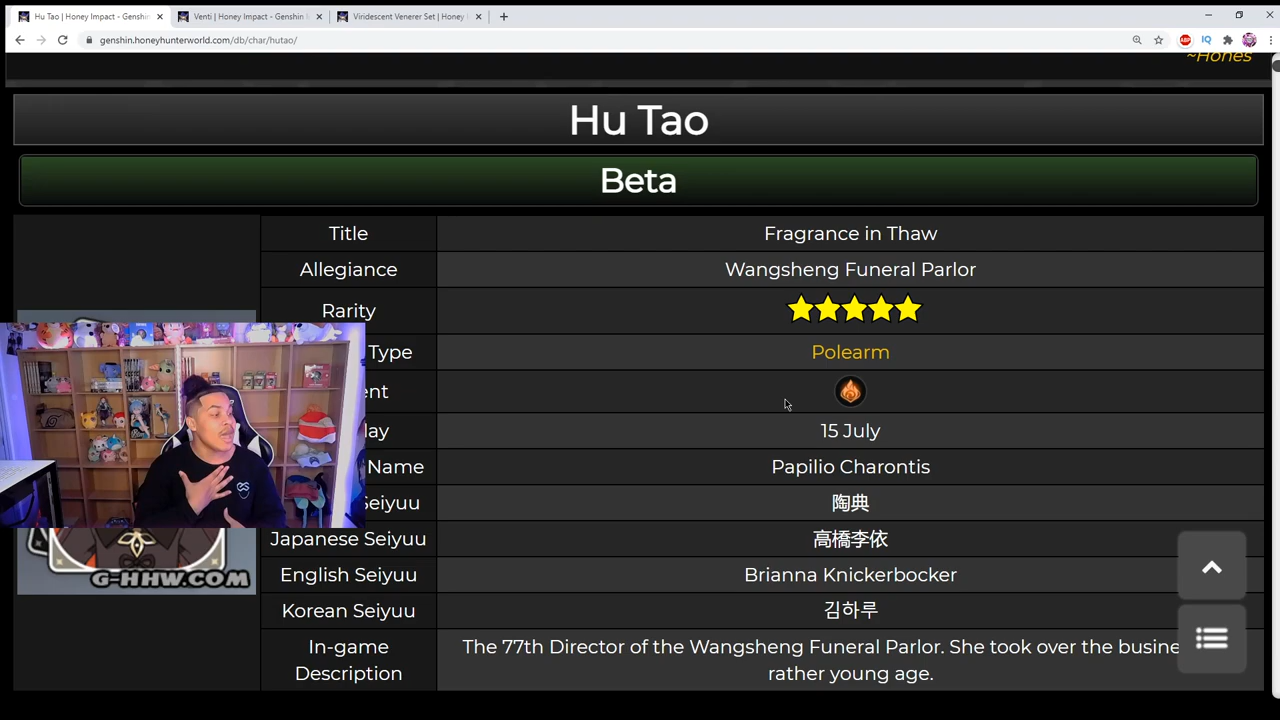 Hu Tao | Honey Impact - Genshin
Venti | Honey Impact - Genshin
Viridescent Venerer Set | Honey
genshin.honeyhunterworld.com/db/char/hutao/
ABP
IQ
~Hones
Hu Tao
Beta
Title Fragrance in Thaw
Allegiance Wangsheng Funeral Parlor
Rarity
Type Polearm
ent
ay 15 July
Name Papilio Charontis
Seiyuu 陶典
Japanese Seiyuu 高橋李依
English Seiyuu Brianna Knickerbocker
Korean Seiyuu 김하루
In-game Description The 77th Director of the Wangsheng Funeral Parlor. She took over the busine
rather young age.
G-HHW.COM